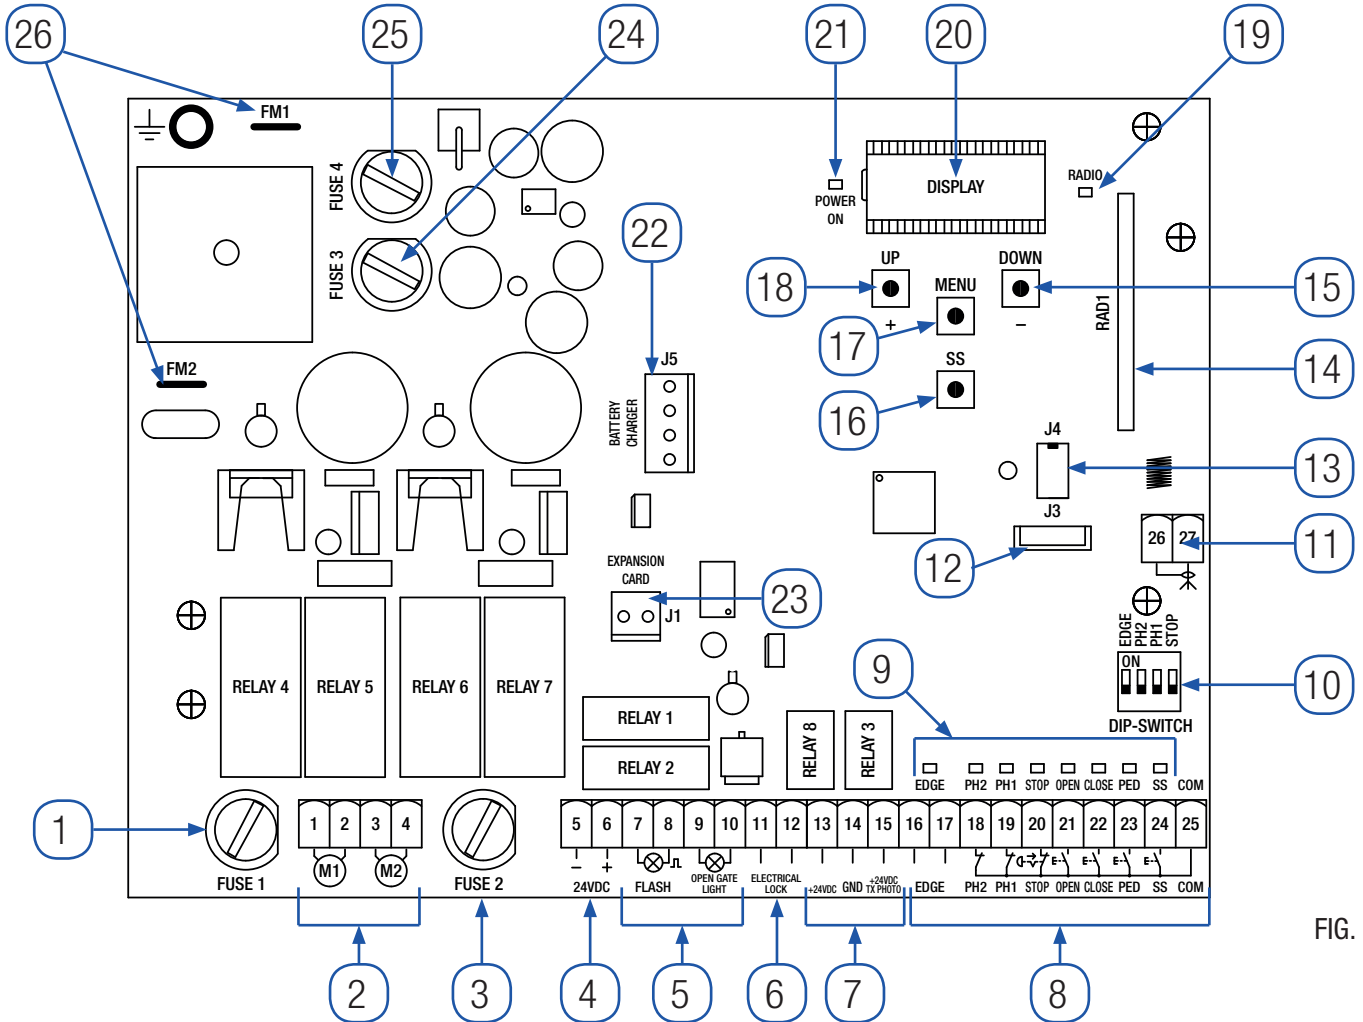 26 25 24 21 20 19
FM1
FUSE 4
POWER ON
DISPLAY
RADIO
FUSE 3
22
UP
DOWN
18
MENU
15
RAD1
+
−
17
FM2
J5
SS
14
BATTERY CHARGER
16
J4
13
J3
EXPANSION CARD
12
26 27
11
23
J1
EDGE
PH2
PH1
STOP
ON
9
10
RELAY 4 RELAY 5 RELAY 6 RELAY 7
RELAY 1
RELAY 8 RELAY 3
DIP-SWITCH
RELAY 2
EDGE PH2 PH1 STOP OPEN CLOSE PED SS COM
1
1 2 3 4
5 6 7 8 9 10 11 12 13 14 15 16 17 18 19 20 21 22 23 24 25
M1 M2
− +
FUSE 1
FUSE 2
24VDC
FLASH
OPEN GATE LIGHT
ELECTRICAL LOCK
+24VDC
GND
+24VDC TX PHOTO
EDGE PH2 PH1 STOP OPEN CLOSE PED SS COM
FIG.
2 3 4 5 6 7 8